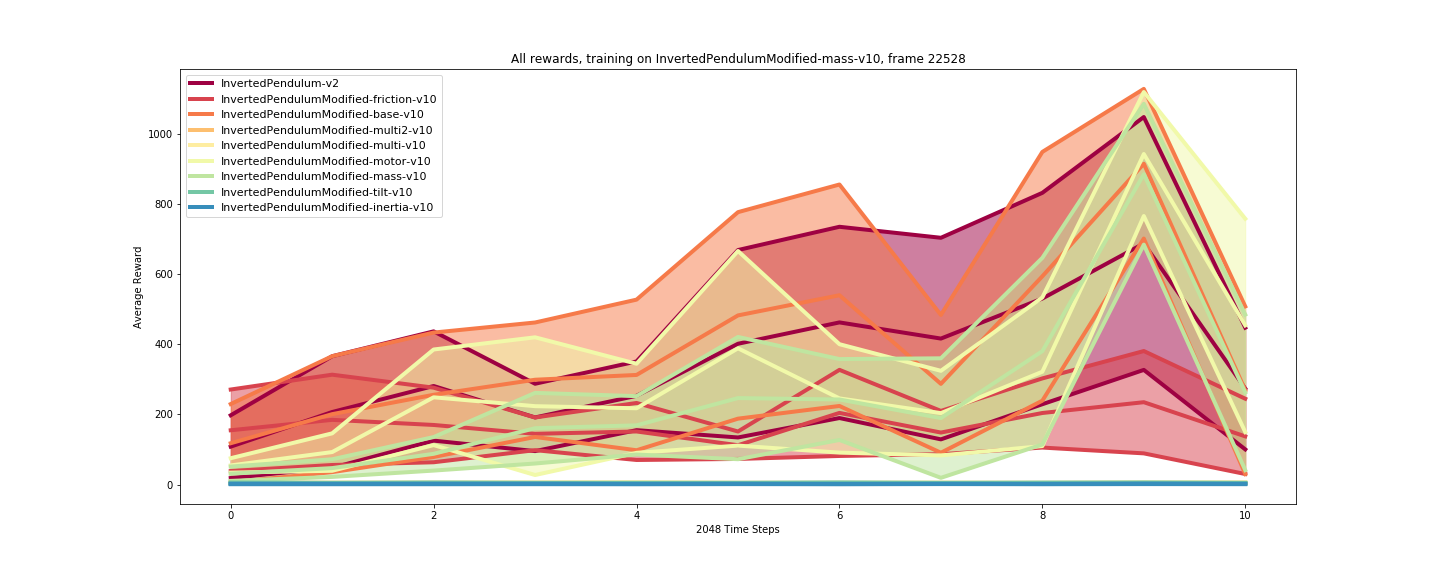 All rewards, training on InvertedPendulumModified-mass-v10, frame 22528
InvertedPendulum-v2
InvertedPendulumModified-friction-v10
InvertedPendulumModified-base-v10
InvertedPendulumModified-multi2-v10
InvertedPendulumModified-multi-v10
InvertedPendulumModified-motor-v10
InvertedPendulumModified-mass-v10
InvertedPendulumModified-tilt-v10
InvertedPendulumModified-inertia-v10
Average Reward
1000
800
600
400
200
0
0 2 4 6 8 10
2048 Time Steps